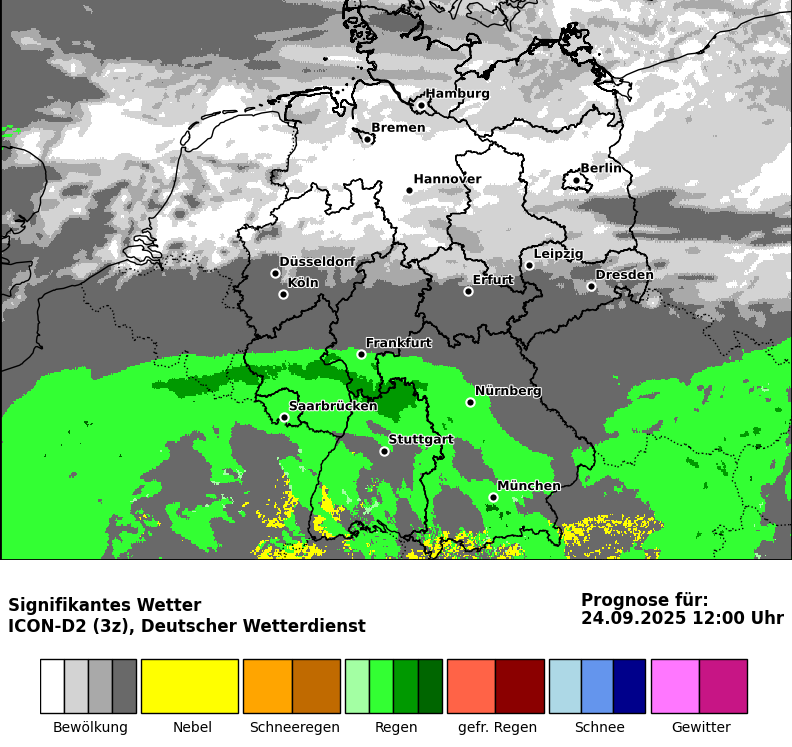 Hamburg
Bremen
Berlin
Hannover
Leipzig
Düsseldorf
Dresden
Köln
Erfurt
Frankfurt
Nürnberg
Saarbrücken
Stuttgart
München
Signifikantes Wetter
ICON-D2 (3z), Deutscher Wetterdienst
Prognose für:
24.09.2025 12:00 Uhr
Bewölkung Nebel Schneeregen Regen gefr. Regen Schnee Gewitter